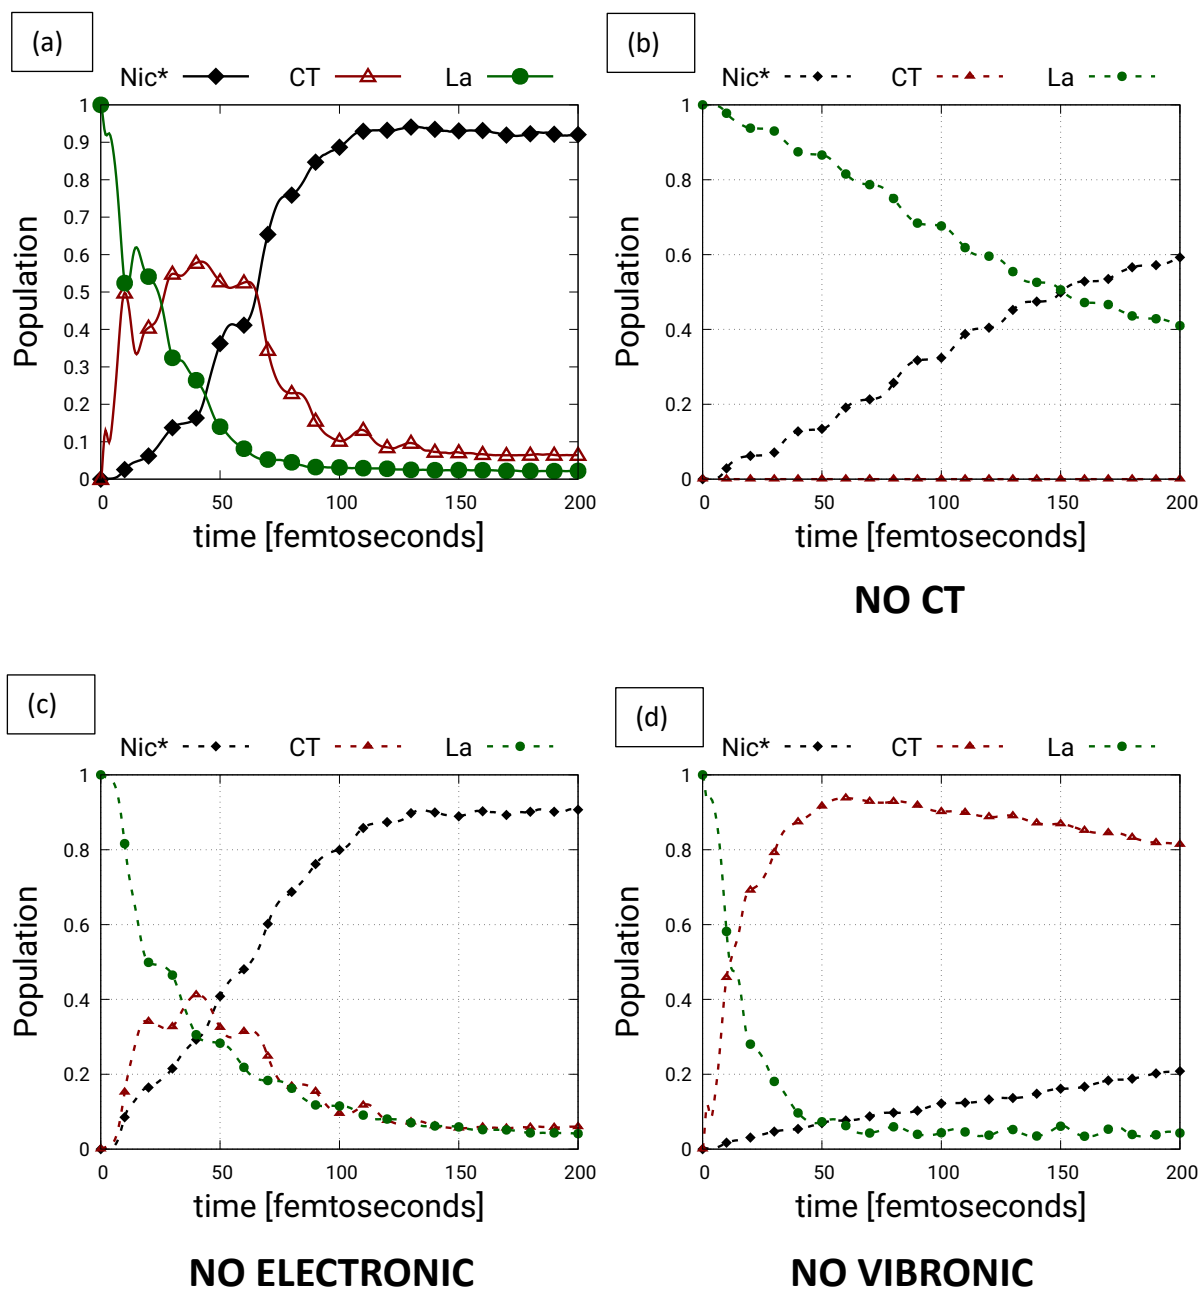 (a)
Nic* CT La
1
0.9
0.8
0.7
0.6
0.5
0.4
0.3
0.2
0.1
0
Population
0 50 100 150 200
time [femtoseconds]
(b)
Nic* CT La
1
0.8
0.6
0.4
0.2
0
Population
0 50 100 150 200
time [femtoseconds]
NO CT
(c)
Nic* CT La
1
0.8
0.6
0.4
0.2
0
Population
0 50 100 150 200
time [femtoseconds]
NO ELECTRONIC
(d)
Nic* CT La
1
0.8
0.6
0.4
0.2
0
Population
0 50 100 150 200
time [femtoseconds]
NO VIBRONIC